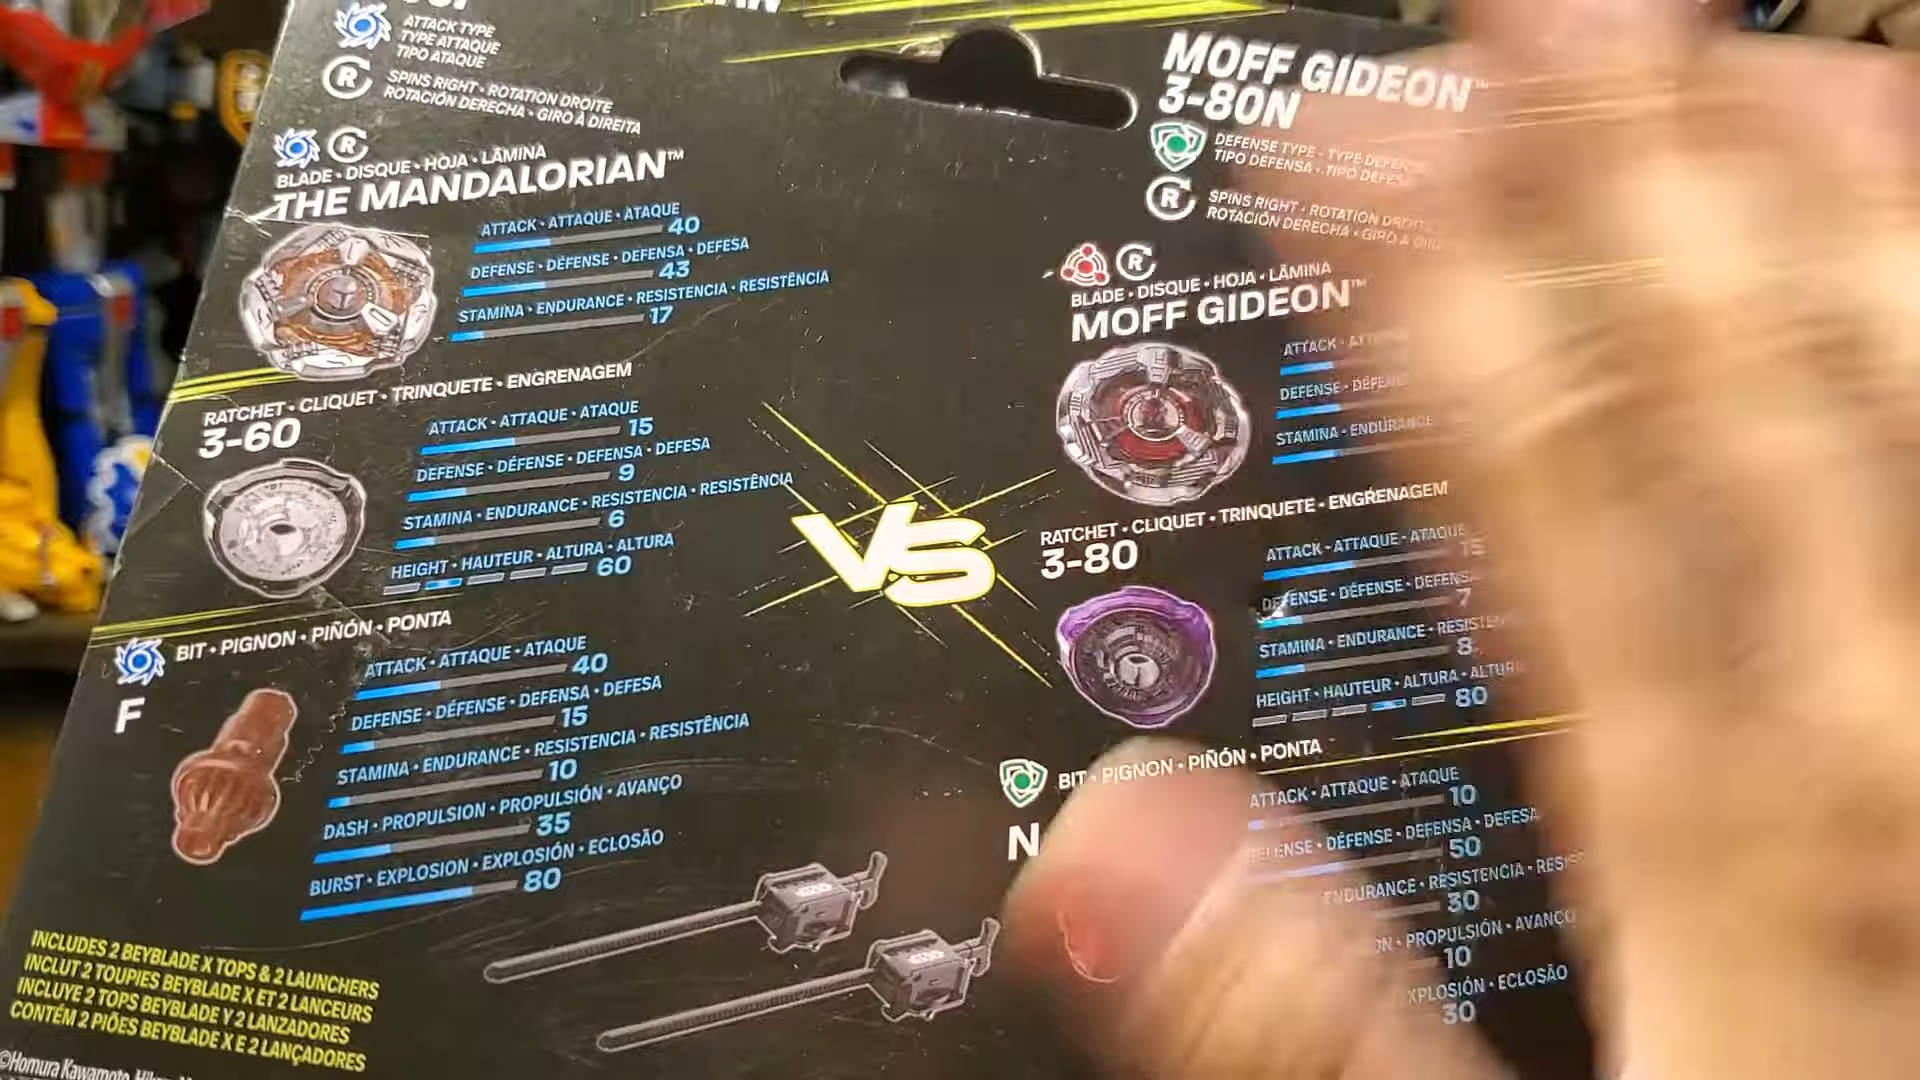 ATTACK TYPE
TYPE ATTAQUE
TIPO ATAQUE
R
SPINS RIGHT • ROTATION DROITE
ROTACIÓN DERECHA • GIRO À DIREITA
R
BLADE • DISQUE • HOJA • LÂMINA
THE MANDALORIAN™
ATTACK • ATTAQUE • ATAQUE
40
DEFENSE • DÉFENSE • DEFENSA • DEFESA
43
STAMINA • ENDURANCE • RESISTENCIA • RESISTÊNCIA
17
RATCHET • CLIQUET • TRINQUETE • ENGRENAGEM
3-60
ATTACK • ATTAQUE • ATAQUE
15
DEFENSE • DÉFENSE • DEFENSA • DEFESA
9
STAMINA • ENDURANCE • RESISTENCIA • RESISTÊNCIA
6
HEIGHT • HAUTEUR • ALTURA • ALTURA
60
BIT • PIGNON • PIÑÓN • PONTA
F
ATTACK • ATTAQUE • ATAQUE
40
DEFENSE • DÉFENSE • DEFENSA • DEFESA
15
STAMINA • ENDURANCE • RESISTENCIA • RESISTÊNCIA
10
DASH • PROPULSION • PROPULSIÓN • AVANÇO
35
BURST • EXPLOSION • EXPLOSIÓN • ECLOSÃO
80
INCLUDES 2 BEYBLADE X TOPS & 2 LAUNCHERS
INCLUT 2 TOUPIES BEYBLADE X ET 2 LANCEURS
INCLUYE 2 TOPS BEYBLADE Y 2 LANZADORES
CONTÉM 2 PIÕES BEYBLADE X E 2 LANÇADORES
©Homura Kawamoto,
VS
MOFF GIDEON™
3-80N
DEFENSE TYPE • TYPE
TIPO DEFENSA • TIPO
R
SPINS RIGHT • ROTATION
ROTACIÓN DERECHA • GIRO À
R
BLADE • DISQUE • HOJA • LÂMINA
MOFF GIDEON™
ATTACK
DEFENSE
STAMINA • ENDURANCE
RATCHET • CLIQUET • TRINQUETE • ENGRENAGEM
3-80
ATTACK • ATTAQUE • ATAQUE
15
DEFENSE • DÉFENSE
7
STAMINA • ENDURANCE
8
HEIGHT • HAUTEUR • ALTURA • ALTURA
80
BIT • PIGNON • PIÑÓN • PONTA
N
ATTACK • ATTAQUE • ATAQUE
10
DÉFENSE • DEFENSA • DEFESA
50
ENDURANCE • RESISTENCIA
30
PROPULSIÓN • AVANÇO
10
ECLOSÃO
30